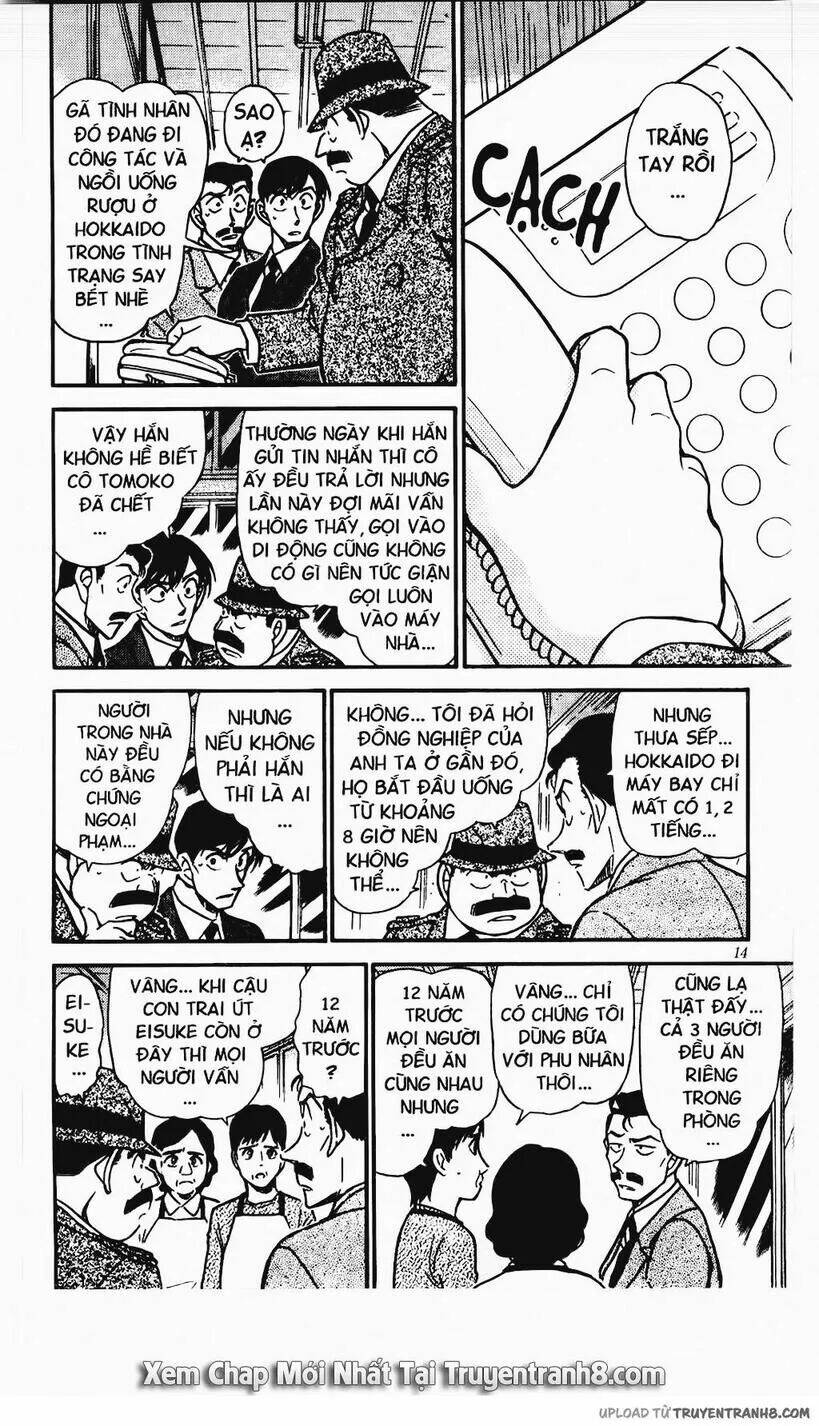 TRẮNG
TAY RỒI
...
CẠCH
SAO
Ạ?
GÃ TÌNH NHÂN
ĐÓ ĐANG ĐI
CÔNG TÁC VÀ
NGỒI UỐNG
RƯỢU Ở
HOKKAIDO
TRONG TÌNH
TRẠNG SAY
BÉT NHÈ
...
THƯỜNG NGÀY KHI HẮN
GỬI TIN NHẮN THÌ CÔ
ẤY ĐỀU TRẢ LỜI NHƯNG
LẦN NÀY ĐỢI MÃI VẪN
KHÔNG THẤY, GỌI VÀO
DI ĐỘNG CŨNG KHÔNG
CÓ GÌ NÊN TỨC GIẬN
GỌI LUÔN
VÀO MÁY
NHÀ...
VẬY HẮN
KHÔNG HỀ BIẾT
CÔ TOMOKO
ĐÃ CHẾT
...
NHƯNG
THƯA SẾP...
HOKKAIDO ĐI
MÁY BAY CHỈ
MẤT CÓ 1, 2
TIẾNG...
KHÔNG... TÔI ĐÃ HỎI
ĐỒNG NGHIỆP CỦA
ANH TA Ở GẦN ĐÓ,
HỌ BẮT ĐẦU UỐNG
TỪ KHOẢNG
8 GIỜ NÊN
KHÔNG
THỂ...
NHƯNG
NẾU KHÔNG
PHẢI HẮN
THÌ LÀ AI
...
NGƯỜI
TRONG NHÀ
NÀY ĐỀU
CÓ BẰNG
CHỨNG
NGOẠI
PHẠM...
14
CŨNG LẠ
THẬT ĐẤY...
CẢ 3 NGƯỜI
ĐỀU ĂN
RIÊNG
TRONG
PHÒNG
...
VÂNG... CHỈ
CÓ CHÚNG TÔI
DÙNG BỮA
VỚI PHU NHÂN
THÔI...
12 NĂM
TRƯỚC
MỌI NGƯỜI
ĐỀU ĂN
CÙNG NHAU
NHƯNG
...
12
NĂM
TRƯỚC
?
VÂNG... KHI CẬU
CON TRAI ÚT
EISUKE CÒN Ở
ĐÂY THÌ MỌI
NGƯỜI VẪN
...
EI-
SU-
KE
...
Xem Chap Mới Nhất Tại Truyentranh8.com
UPLOAD TỪ TRUYENTRANH8.COM